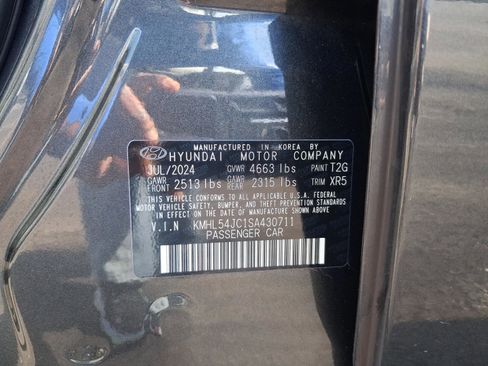 MANUFACTURED IN KOREA BY
HYUNDAI MOTOR COMPANY
JUL/2024 GVWR 4663 lbs PAINT T2G
GAWR FRONT 2513 lbs GAWR REAR 2315 lbs TRIM XR5
THIS VEHICLE CONFORMS TO ALL APPLICABLE
FEDERAL MOTOR VEHICLE SAFETY, BUMPER,
AND THEFT PREVENTION STANDARDS
IN EFFECT ON THE DATE OF
MANUFACTURE SHOWN ABOVE.
V.I.N KMHL54JC1SA430711
PASSENGER CAR